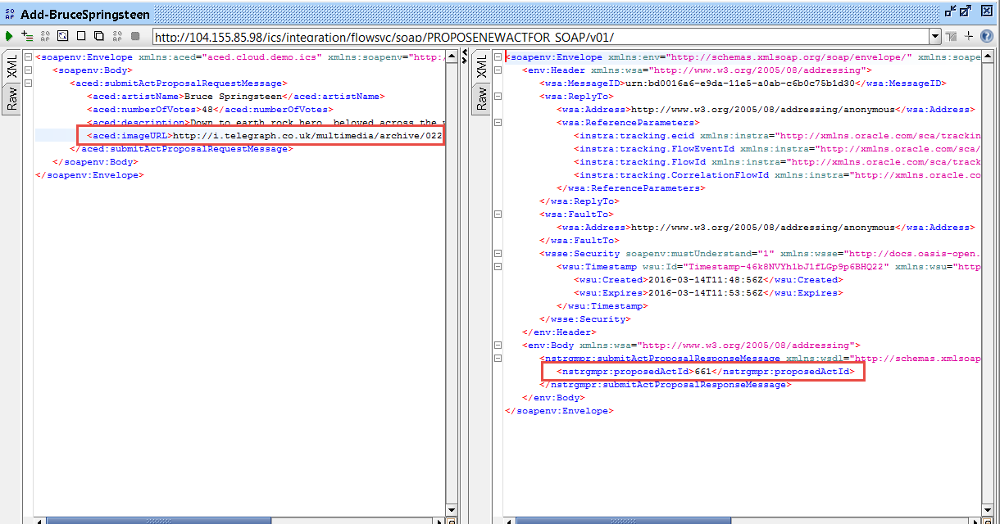 Add-BruceSpringsteen
http://104.155.85.98/ics/integration/flowsvc/soap/PROPOSENEWACTFOR_SOAP/v01/
XML
Raw
<soapenv:Envelope xmlns:aced="aced.cloud.demo.ics" xmlns:soapenv="http:/
<soapenv:Body>
<aced:submitActProposalRequestMessage>
<aced:artistName>Bruce Springsteen</aced:artistName>
<aced:numberOfVotes>48</aced:numberOfVotes>
<aced:description>Down to earth rock hero, beloved across the
<aced:imageURL>http://i.telegraph.co.uk/multimedia/archive/022
</aced:submitActProposalRequestMessage>
</soapenv:Body>
</soapenv:Envelope>
XML
Raw
<soapenv:Envelope xmlns:env="http://schemas.xmlsoap.org/soap/envelope/" xmlns:soape
<env:Header xmlns:wsa="http://www.w3.org/2005/08/addressing">
<wsa:MessageID>urn:bd0016a6-e9da-11e5-a0ab-c6b0c75b1d30</wsa:MessageID>
<wsa:ReplyTo>
<wsa:Address>http://www.w3.org/2005/08/addressing/anonymous</wsa:Address>
<wsa:ReferenceParameters>
<instra:tracking.ecid xmlns:instra="http://xmlns.oracle.com/sca/trackin
<instra:tracking.FlowEventId xmlns:instra="http://xmlns.oracle.com/sca/
<instra:tracking.FlowId xmlns:instra="http://xmlns.oracle.com/sca/track
<instra:tracking.CorrelationFlowId xmlns:instra="http://xmlns.oracle.co
</wsa:ReferenceParameters>
</wsa:ReplyTo>
<wsa:FaultTo>
<wsa:Address>http://www.w3.org/2005/08/addressing/anonymous</wsa:Address>
</wsa:FaultTo>
<wsse:Security soapenv:mustUnderstand="1" xmlns:wsse="http://docs.oasis-open.
<wsu:Timestamp wsu:Id="Timestamp-46k8NVYh1bJ1fLGp9p6BHQ22" xmlns:wsu="http
<wsu:Created>2016-03-14T11:48:56Z</wsu:Created>
<wsu:Expires>2016-03-14T11:53:56Z</wsu:Expires>
</wsu:Timestamp>
</wsse:Security>
</env:Header>
<env:Body xmlns:wsa="http://www.w3.org/2005/08/addressing">
<nstrgmpr:submitActProposalResponseMessage xmlns:wsdl="http://schemas.xmlsoap
<nstrgmpr:proposedActId>661</nstrgmpr:proposedActId>
</nstrgmpr:submitActProposalResponseMessage>
</env:Body>
</soapenv:Envelope>